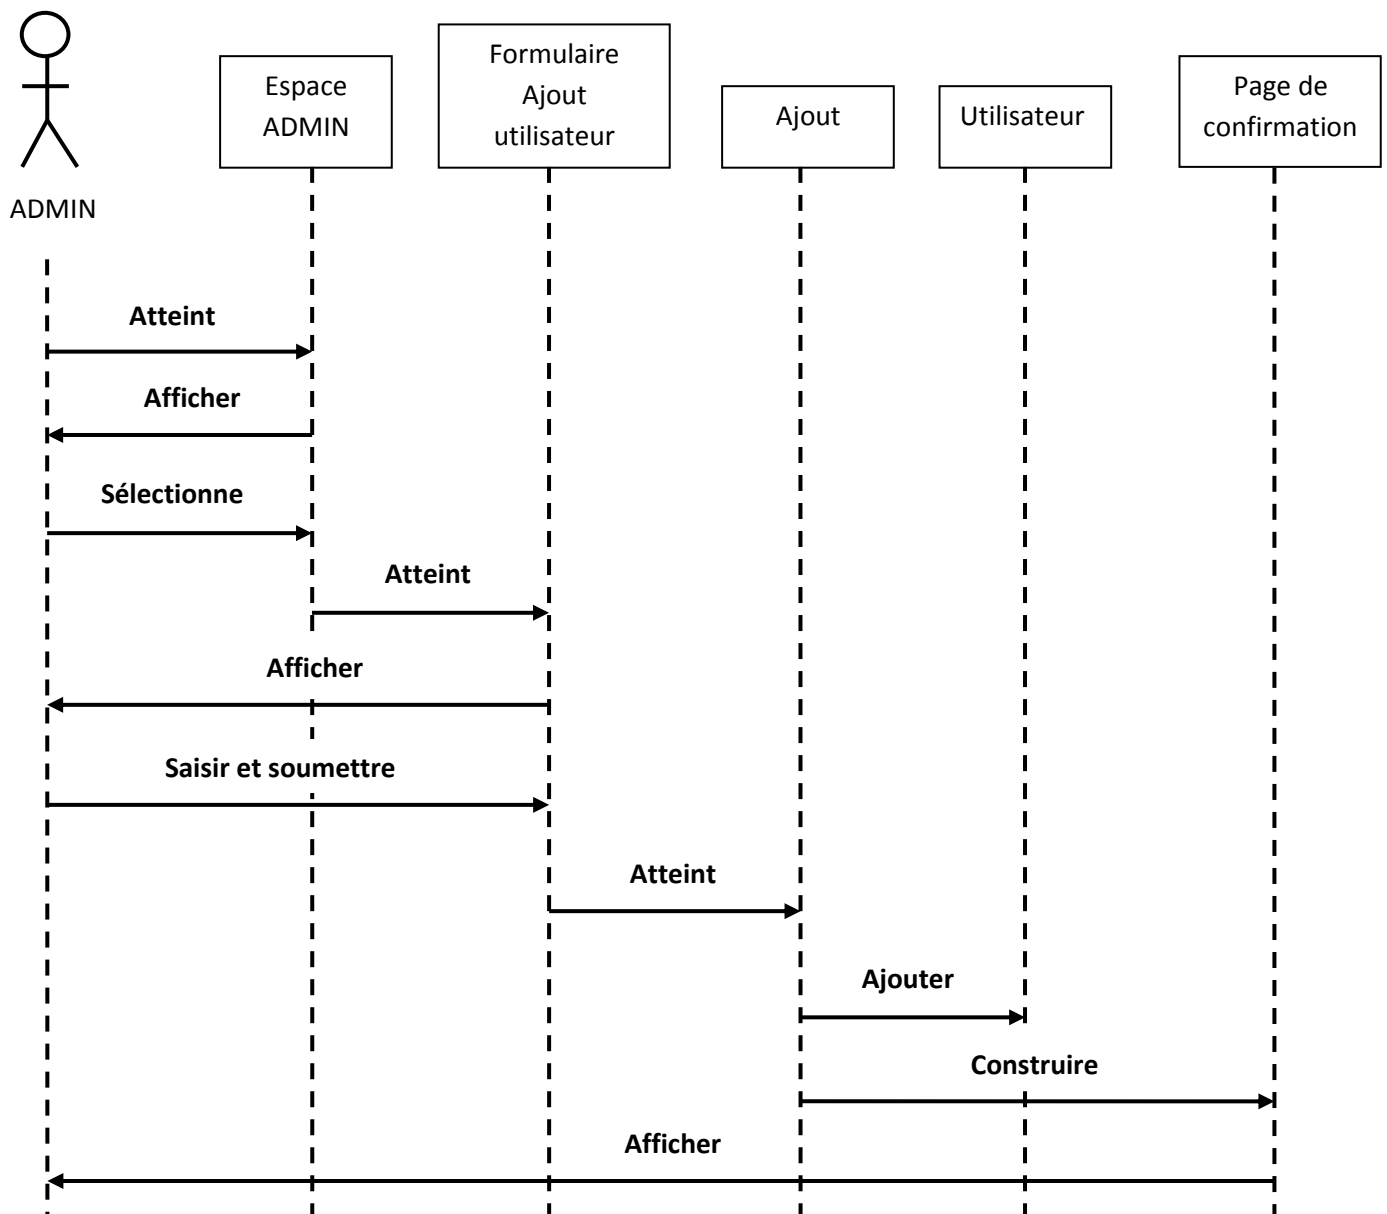 Espace
ADMIN
Formulaire
Ajout
utilisateur
Ajout
Utilisateur
Page de
confirmation
ADMIN
Atteint
Afficher
Sélectionne
Atteint
Afficher
Saisir et soumettre
Atteint
Ajouter
Construire
Afficher